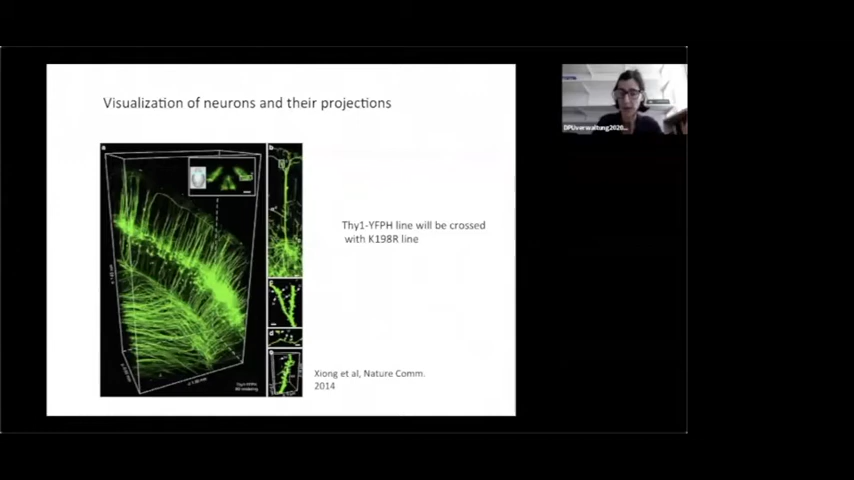 Visualization of neurons and their projections
a
b
c
d
e
Thy1-YFPH line will be crossed
with K198R line
Xiong et al, Nature Comm.
2014